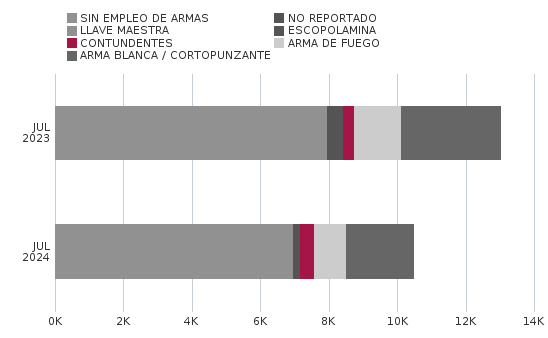 SIN EMPLEO DE ARMAS
NO REPORTADO
LLAVE MAESTRA
ESCOPOLAMINA
CONTUNDENTES
ARMA DE FUEGO
ARMA BLANCA / CORTOPUNZANTE
JUL
2023
JUL
2024
0K 2K 4K 6K 8K 10K 12K 14K